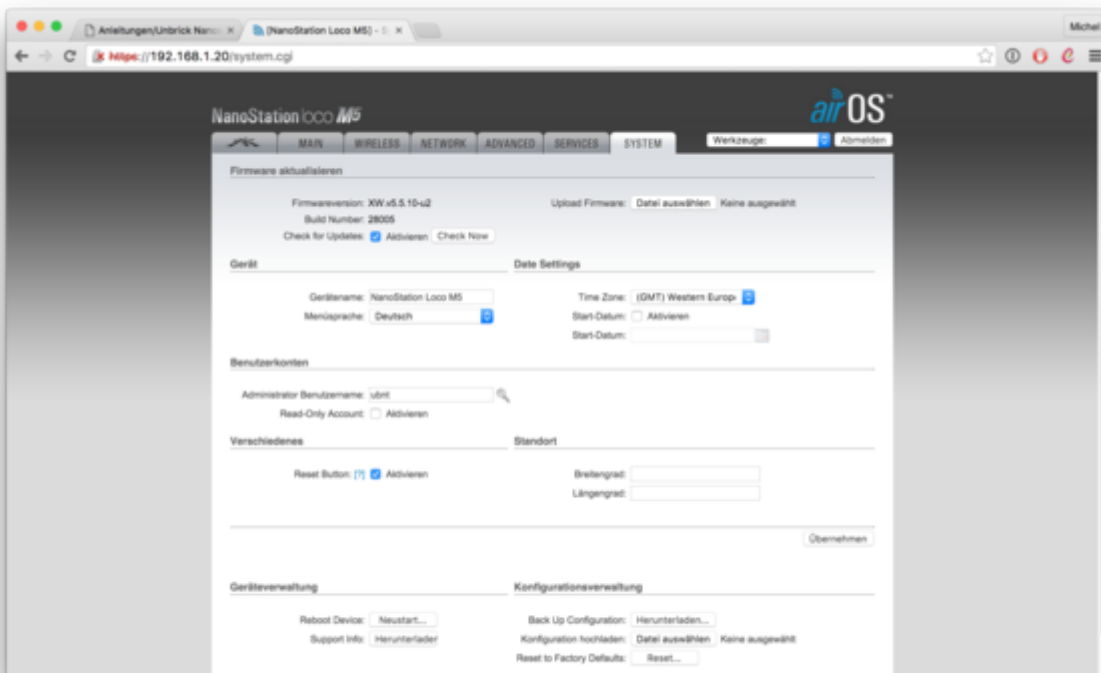 Anleitungen/Unbrick Nano
[NanoStation Loco M5] - S
Michel
https://192.168.1.20/system.cgi
NanoStation loco M5
airOS™
MAIN
WIRELESS
NETWORK
ADVANCED
SERVICES
SYSTEM
Werkzeuge:
Abmelden
Firmware aktualisieren
Firmwareversion: XW.v5.5.10-u2
Upload Firmware: Datei auswählen Keine ausgewählt
Build Number: 28005
Check for Updates: Aktivieren Check Now
Gerät
Date Settings
Gerätename: NanoStation Loco M5
Time Zone: (GMT) Western Europe
Menüsprache: Deutsch
Start-Datum: Aktivieren
Start-Datum:
Benutzerkonten
Administrator Benutzername: ubnt
Read-Only Account: Aktivieren
Verschiedenes
Standort
Reset Button: [?] Aktivieren
Breitengrad:
Längengrad:
Übernehmen
Geräteverwaltung
Konfigurationsverwaltung
Reboot Device: Neustart...
Back Up Configuration: Herunterladen...
Support Info: Herunterlader
Konfiguration hochladen: Datei auswählen Keine ausgewählt
Reset to Factory Defaults: Reset...